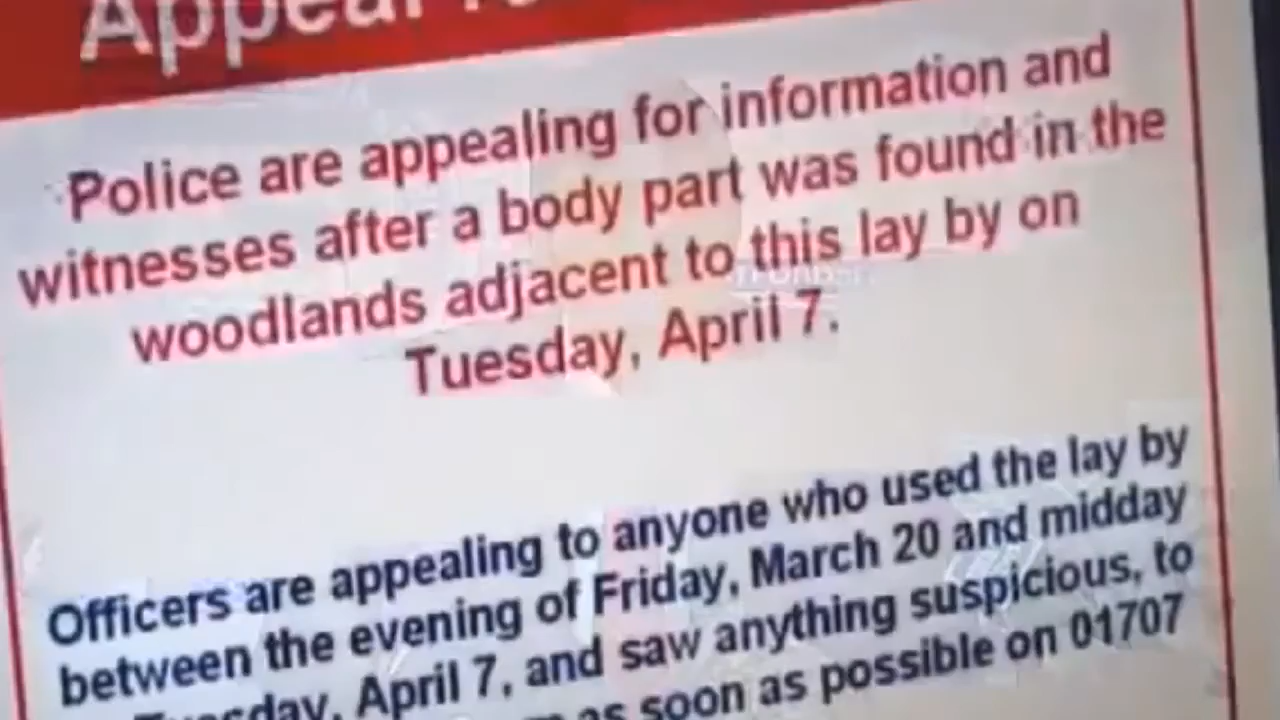 Appeal
Police are appealing for information and
witnesses after a body part was found in the
woodlands adjacent to this lay by on
Tuesday, April 7.
Officers are appealing to anyone who used the lay by
between the evening of Friday, March 20 and midday
Tuesday, April 7, and saw anything suspicious, to
as soon as possible on 01707